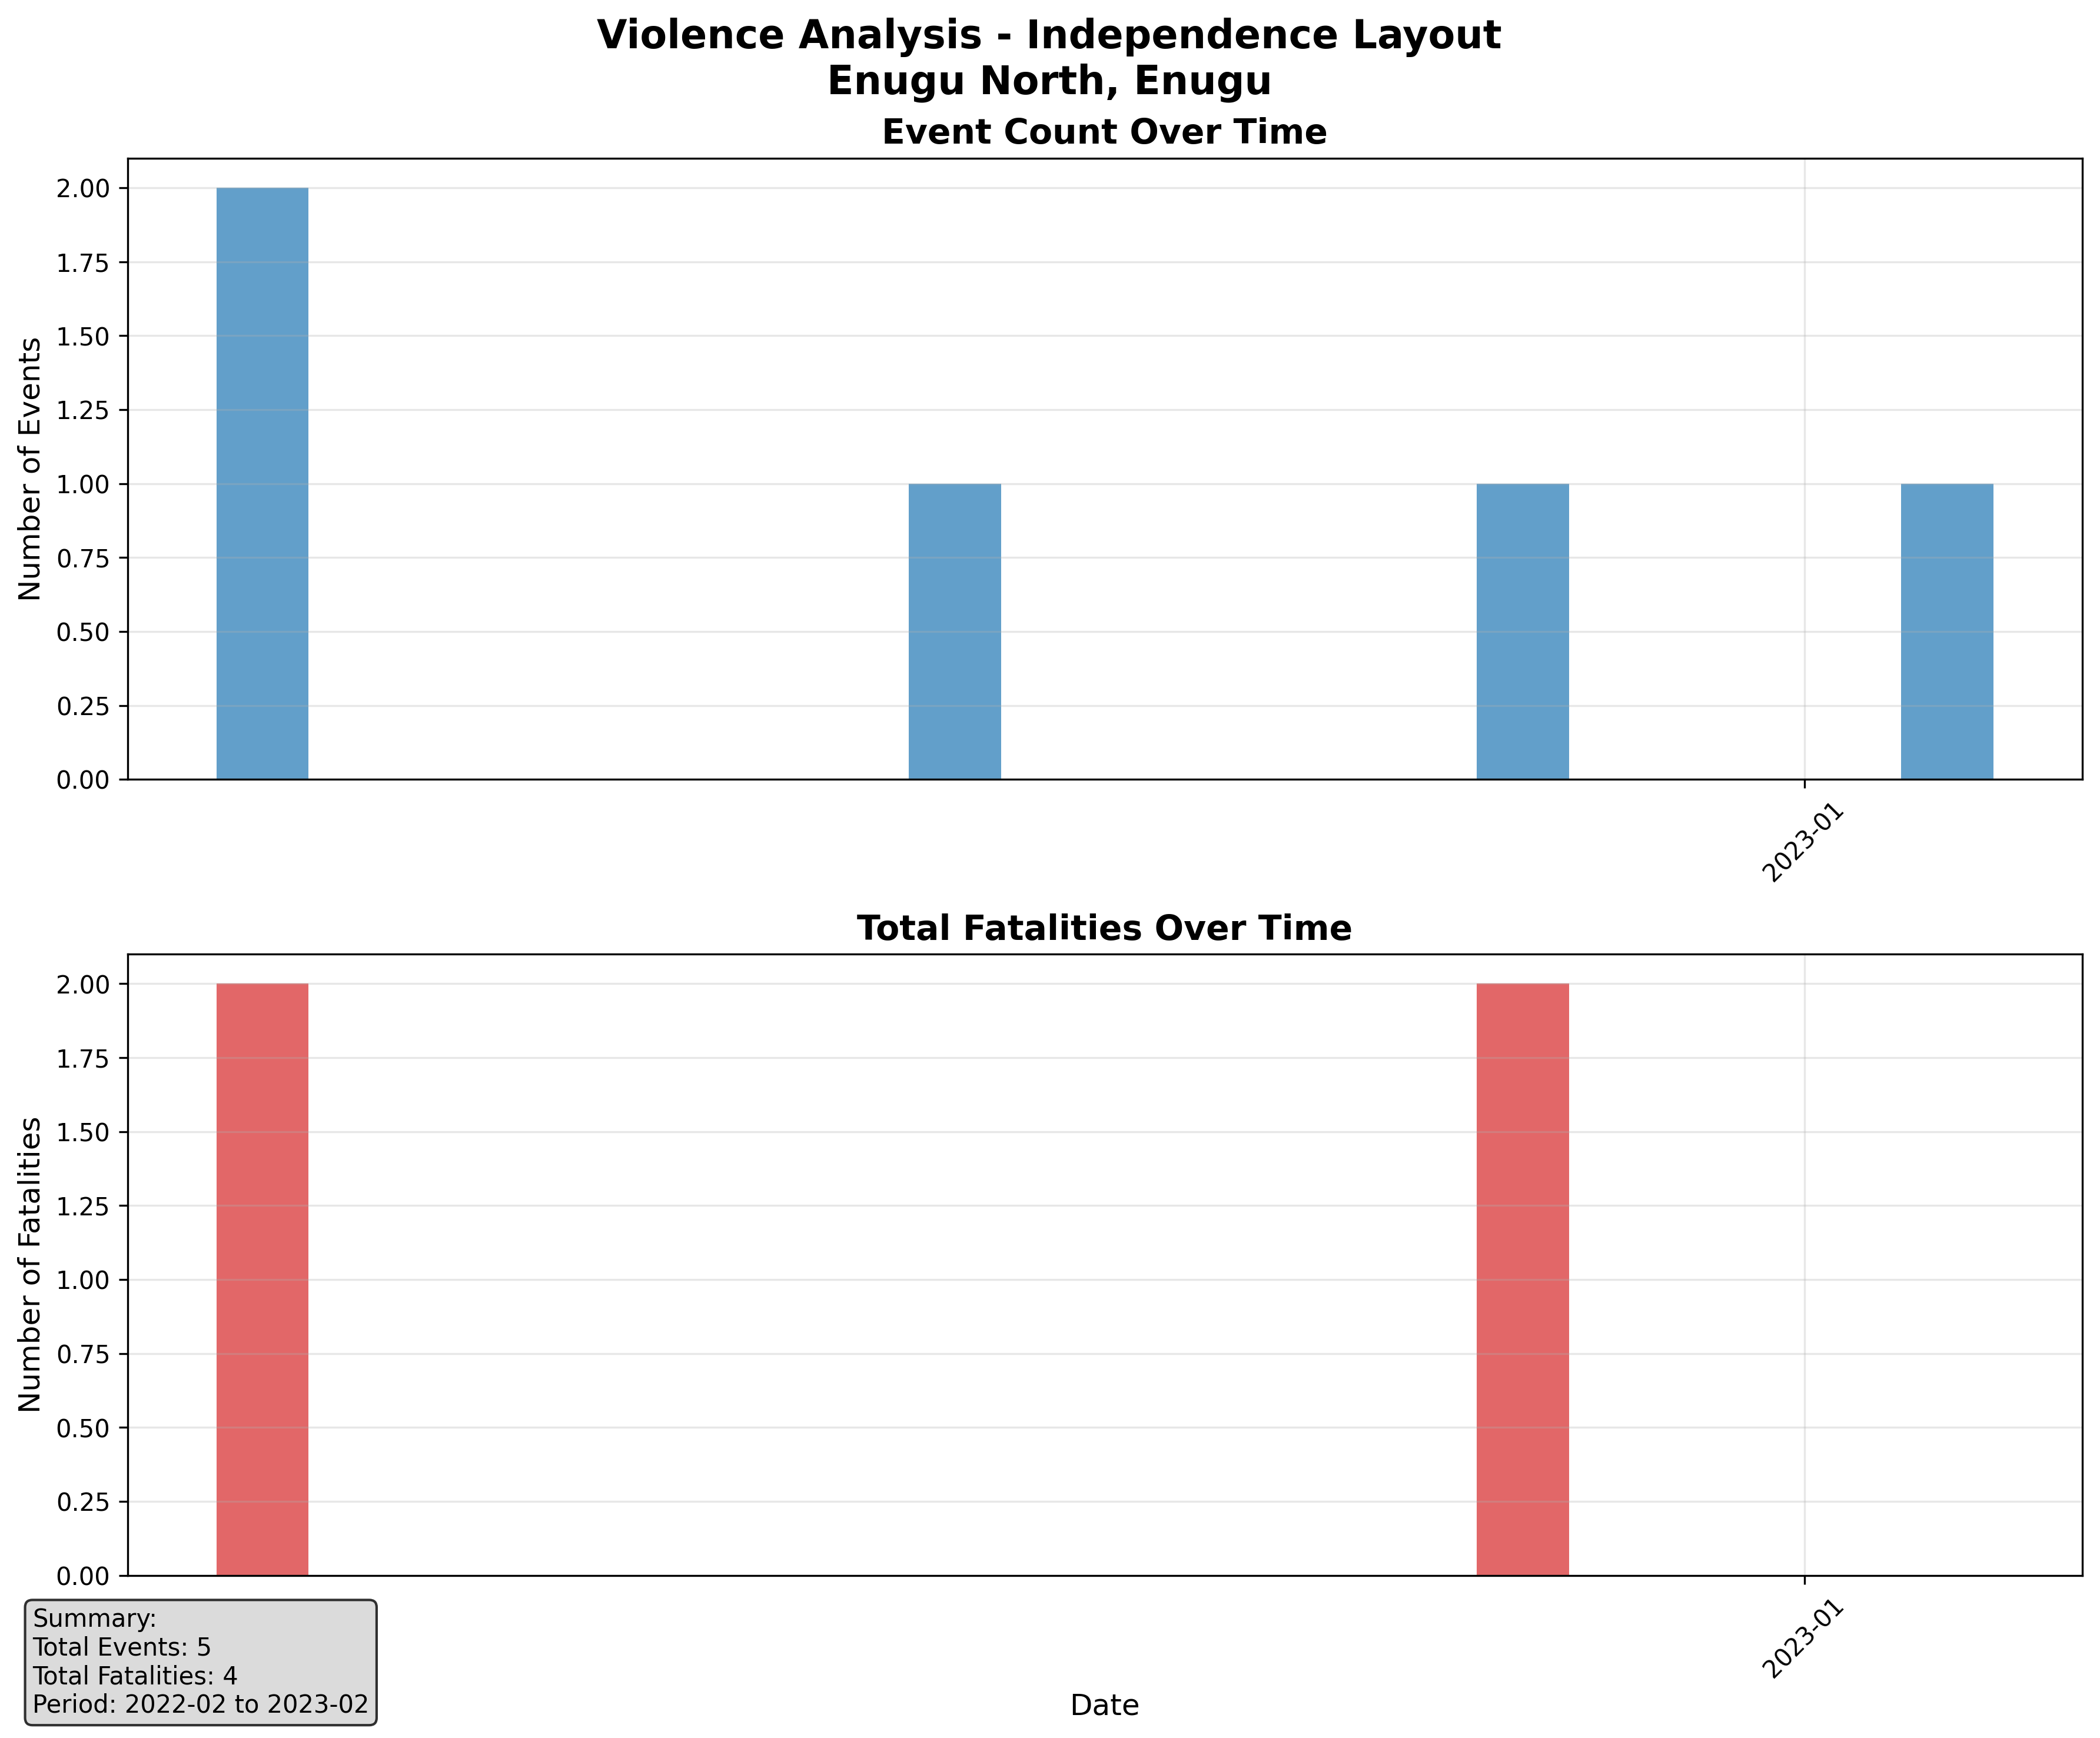 Violence Analysis - Independence Layout
Enugu North, Enugu
Event Count Over Time
Number of Events
2.00
1.75
1.50
1.25
1.00
0.75
0.50
0.25
0.00
2023-01
Total Fatalities Over Time
Number of Fatalities
2.00
1.75
1.50
1.25
1.00
0.75
0.50
0.25
0.00
2023-01
Date
Summary:
Total Events: 5
Total Fatalities: 4
Period: 2022-02 to 2023-02